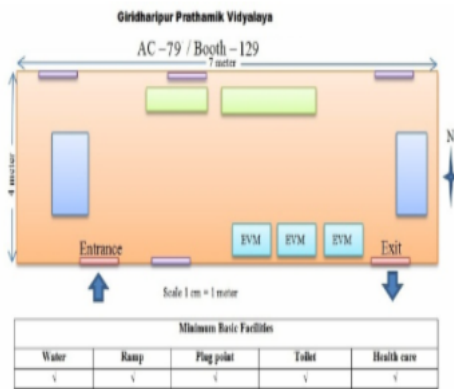 Giridharipur Prathamik Vidyalaya
AC –79 / Booth –129
7 meter
4 meter
N
EVM EVM EVM
Entrance Exit
Scale 1 cm = 1 meter
Minimum Basic Facilities
Water Ramp Plug point Toilet Health care
√ √ √ √ √